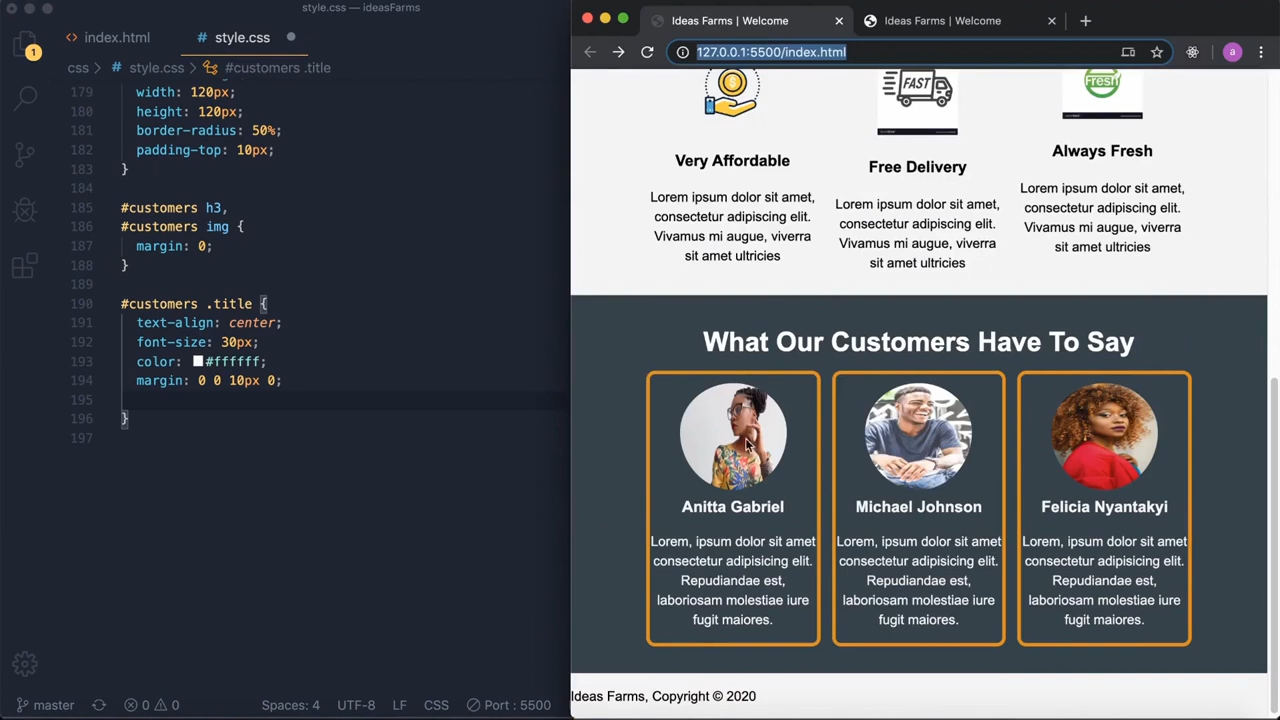 style.css — ideasFarms
index.html
style.css
css
style.css
#customers .title
1
179 width: 120px;
180 height: 120px;
181 border-radius: 50%;
182 padding-top: 10px;
183 }
184
185 #customers h3,
186 #customers img {
187 margin: 0;
188 }
189
190 #customers .title {
191 text-align: center;
192 font-size: 30px;
193 color: #ffffff;
194 margin: 0 0 10px 0;
195
196 }
197
master
0
0
Spaces: 4
UTF-8
LF
CSS
Port : 5500
Ideas Farms | Welcome
Ideas Farms | Welcome
127.0.0.1:5500/index.html
a
FAST
Fresh
Very Affordable
Lorem ipsum dolor sit amet,
consectetur adipiscing elit.
Vivamus mi augue, viverra
sit amet ultricies
Free Delivery
Lorem ipsum dolor sit amet,
consectetur adipiscing elit.
Vivamus mi augue, viverra
sit amet ultricies
Always Fresh
Lorem ipsum dolor sit amet,
consectetur adipiscing elit.
Vivamus mi augue, viverra
sit amet ultricies
What Our Customers Have To Say
Anitta Gabriel
Lorem, ipsum dolor sit amet
consectetur adipisicing elit.
Repudiandae est,
laboriosam molestiae iure
fugit maiores.
Michael Johnson
Lorem, ipsum dolor sit amet
consectetur adipisicing elit.
Repudiandae est,
laboriosam molestiae iure
fugit maiores.
Felicia Nyantakyi
Lorem, ipsum dolor sit amet
consectetur adipisicing elit.
Repudiandae est,
laboriosam molestiae iure
fugit maiores.
Ideas Farms, Copyright © 2020